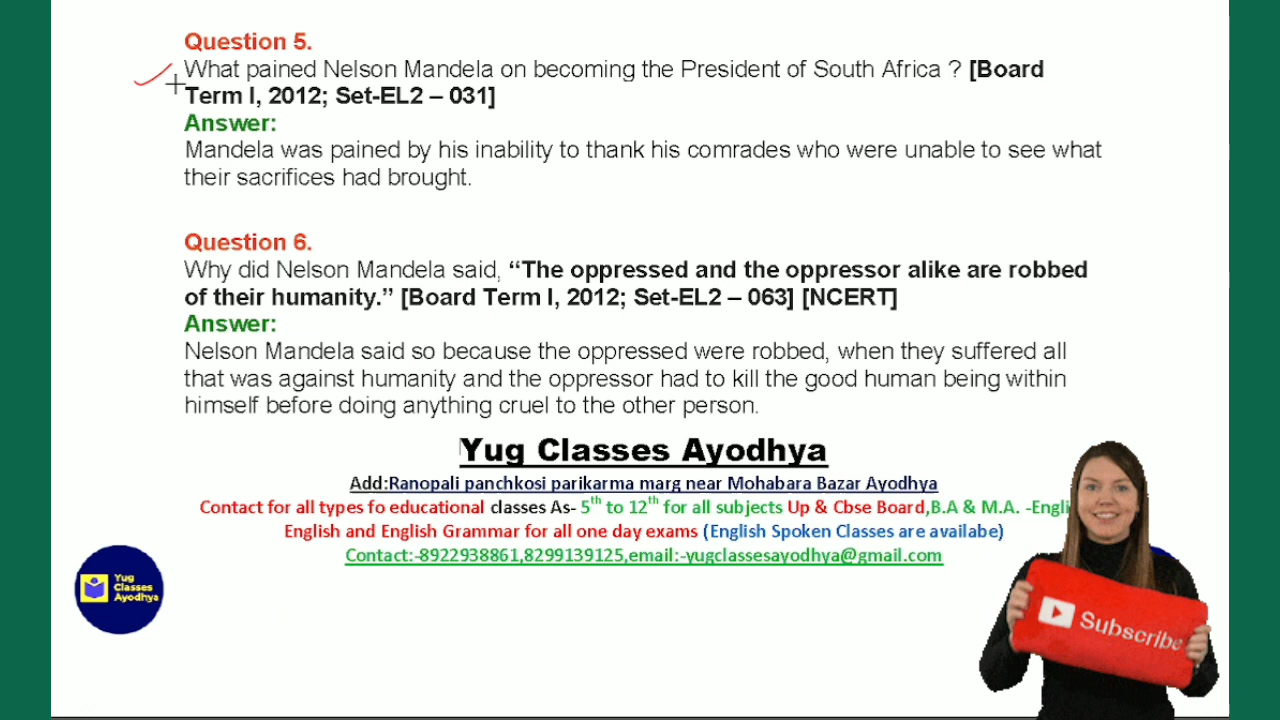 Question 5.
What pained Nelson Mandela on becoming the President of South Africa ? [Board
Term I, 2012; Set-EL2 – 031]
Answer:
Mandela was pained by his inability to thank his comrades who were unable to see what
their sacrifices had brought.
Question 6.
Why did Nelson Mandela said, “The oppressed and the oppressor alike are robbed
of their humanity.” [Board Term I, 2012; Set-EL2 – 063] [NCERT]
Answer:
Nelson Mandela said so because the oppressed were robbed, when they suffered all
that was against humanity and the oppressor had to kill the good human being within
himself before doing anything cruel to the other person.
Yug Classes Ayodhya
Add:Ranopali panchkosi parikarma marg near Mohabara Bazar Ayodhya
Contact for all types fo educational classes As- 5th to 12th for all subjects Up & Cbse Board,B.A & M.A. -Engli
English and English Grammar for all one day exams (English Spoken Classes are availabe)
Contact:-8922938861,8299139125,email:-yugclassesayodhya@gmail.com
Yug
Classes
Ayodhya
Subscribe